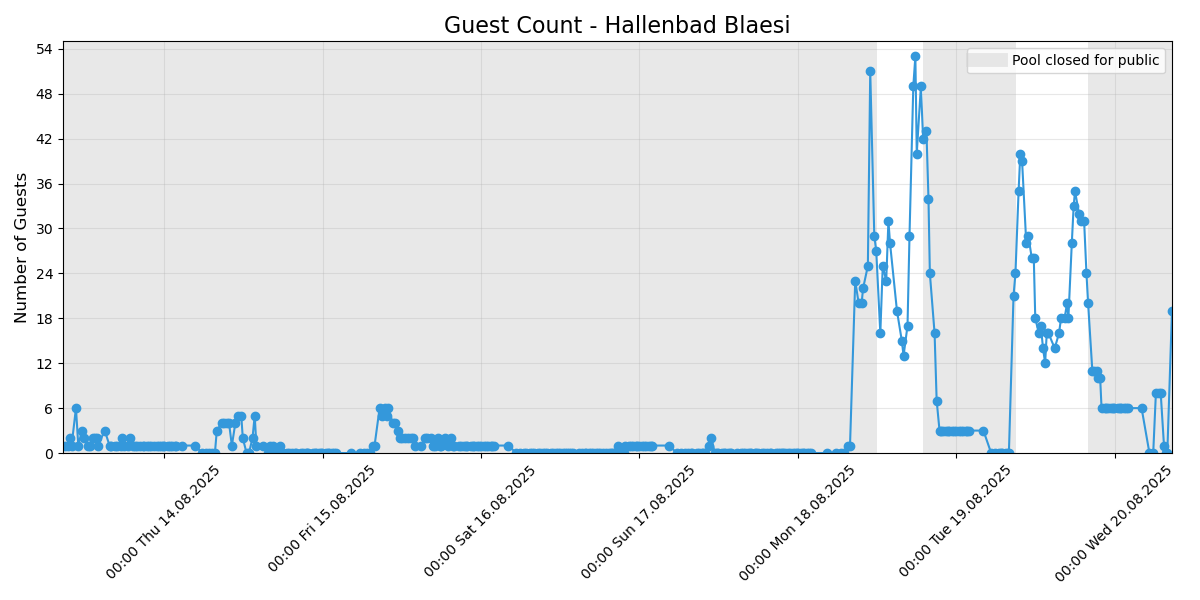 Guest Count - Hallenbad Blaesi
Pool closed for public
Number of Guests
54
48
42
36
30
24
18
12
6
0
00:00 Thu 14.08.2025
00:00 Fri 15.08.2025
00:00 Sat 16.08.2025
00:00 Sun 17.08.2025
00:00 Mon 18.08.2025
00:00 Tue 19.08.2025
00:00 Wed 20.08.2025